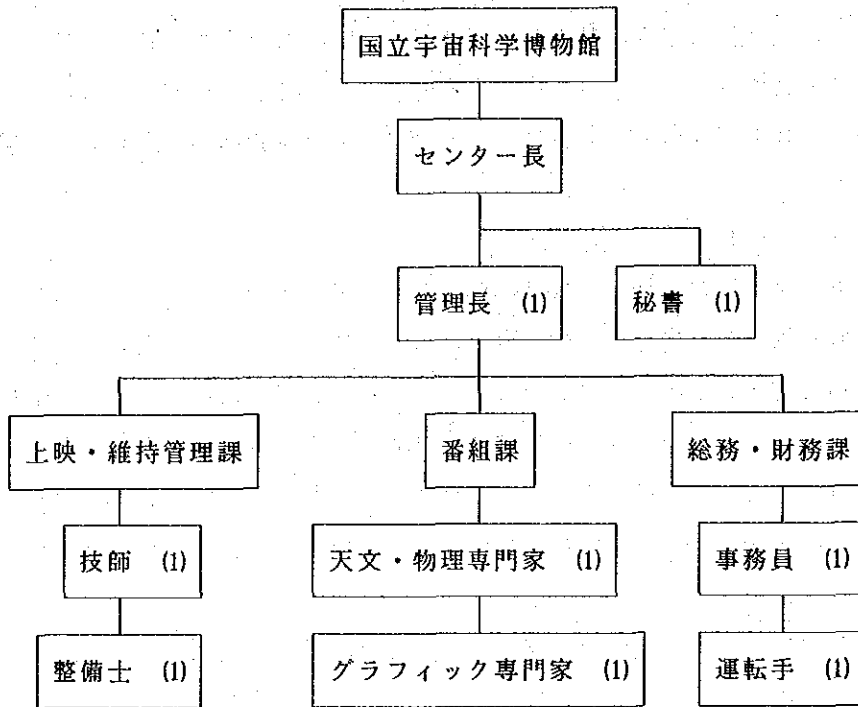 国立宇宙科学博物館
センター長
管理長 (1)
秘書 (1)
上映・維持管理課
番組課
総務・財務課
技師 (1)
天文・物理専門家 (1)
事務員 (1)
整備士 (1)
グラフィック専門家 (1)
運転手 (1)